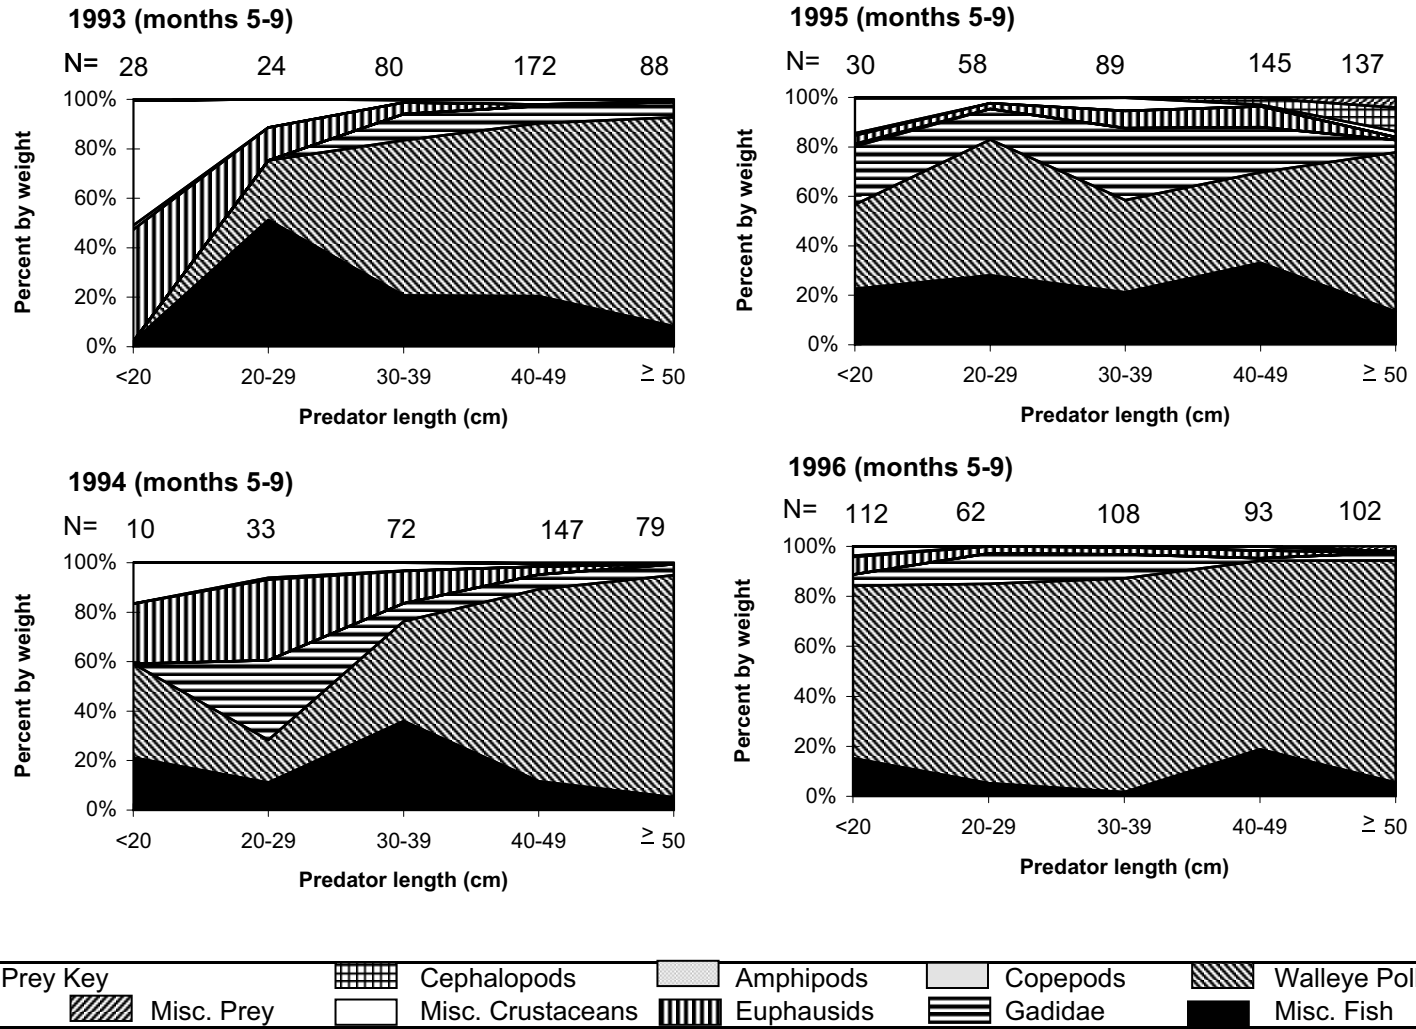 1993 (months 5-9)
N= 28 24 80 172 88
100%
80%
60%
40%
20%
0%
Percent by weight
<20 20-29 30-39 40-49 ≥ 50
Predator length (cm)
1995 (months 5-9)
N= 30 58 89 145 137
100%
80%
60%
40%
20%
0%
Percent by weight
<20 20-29 30-39 40-49 ≥ 50
Predator length (cm)
1994 (months 5-9)
N= 10 33 72 147 79
100%
80%
60%
40%
20%
0%
Percent by weight
<20 20-29 30-39 40-49 ≥ 50
Predator length (cm)
1996 (months 5-9)
N= 112 62 108 93 102
100%
80%
60%
40%
20%
0%
Percent by weight
<20 20-29 30-39 40-49 ≥ 50
Predator length (cm)
Prey Key Cephalopods Amphipods Copepods Walleye Poll
Misc. Prey Misc. Crustaceans Euphausids Gadidae Misc. Fish